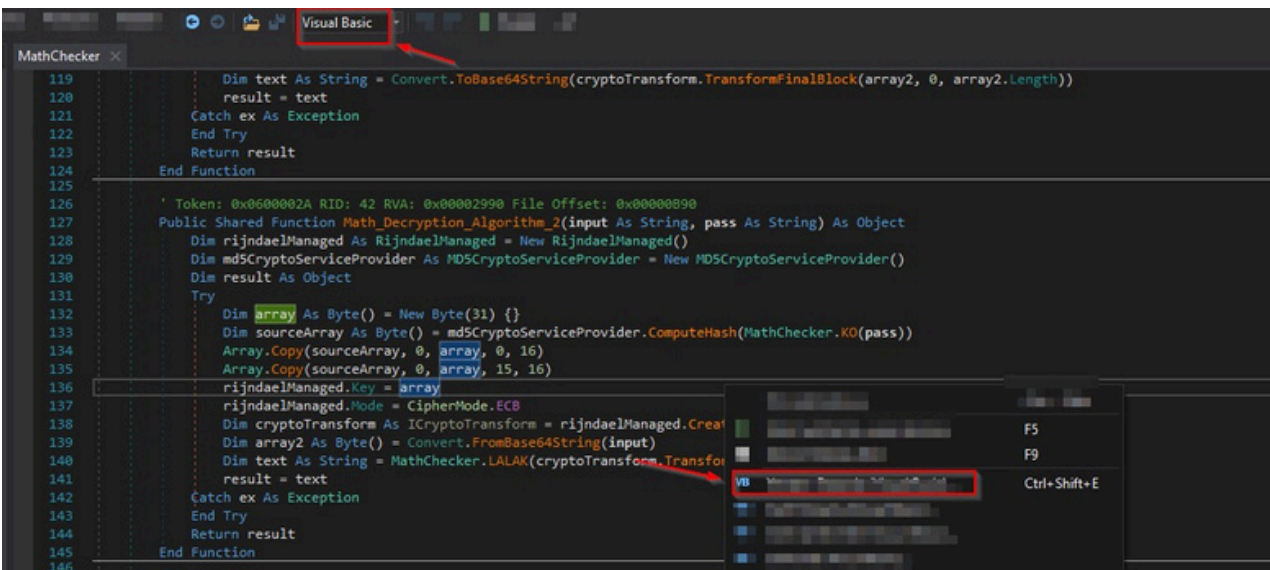 Visual Basic
MathChecker
119 Dim text As String = Convert.ToBase64String(cryptoTransform.TransformFinalBlock(array2, 0, array2.Length))
120 result = text
121 Catch ex As Exception
122 End Try
123 Return result
124 End Function
125
126 ' Token: 0x0600002A RID: 42 RVA: 0x00002990 File Offset: 0x00000B90
127 Public Shared Function Math_Decryption_Algorithm_2(input As String, pass As String) As Object
128 Dim rijndaelManaged As RijndaelManaged = New RijndaelManaged()
129 Dim md5CryptoServiceProvider As MD5CryptoServiceProvider = New MD5CryptoServiceProvider()
130 Dim result As Object
131 Try
132 Dim array As Byte() = New Byte(31) {}
133 Dim sourceArray As Byte() = md5CryptoServiceProvider.ComputeHash(MathChecker.KO(pass))
134 Array.Copy(sourceArray, 0, array, 0, 16)
135 Array.Copy(sourceArray, 0, array, 15, 16)
136 rijndaelManaged.Key = array
137 rijndaelManaged.Mode = CipherMode.ECB
138 Dim cryptoTransform As ICryptoTransform = rijndaelManaged.Crea
F5
139 Dim array2 As Byte() = Convert.FromBase64String(input)
F9
140 Dim text As String = MathChecker.LALAK(cryptoTransform.Transfo
141 result = text
VB Ctrl+Shift+E
142 Catch ex As Exception
143 End Try
144 Return result
145 End Function
146